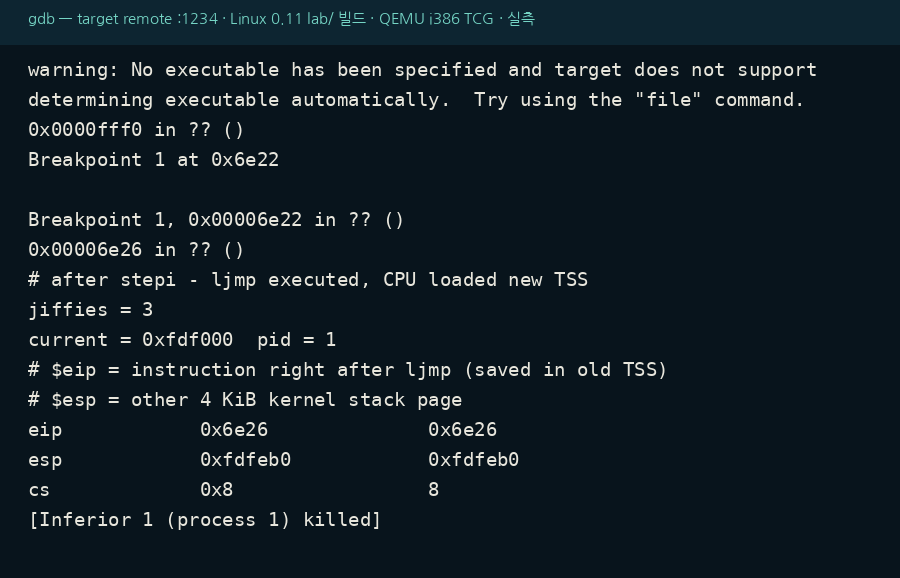 gdb — target remote :1234 · Linux 0.11 lab/ 빌드 · QEMU i386 TCG · 실측
warning: No executable has been specified and target does not support
determining executable automatically.  Try using the "file" command.
0x0000fff0 in ?? ()
Breakpoint 1 at 0x6e22
Breakpoint 1, 0x00006e22 in ?? ()
0x00006e26 in ?? ()
# after stepi - ljmp executed, CPU loaded new TSS
jiffies = 3
current = 0xfdf000  pid = 1
# $eip = instruction right after ljmp (saved in old TSS)
# $esp = other 4 KiB kernel stack page
eip            0x6e26              0x6e26
esp            0xfdfeb0            0xfdfeb0
cs             0x8                 8
[Inferior 1 (process 1) killed]